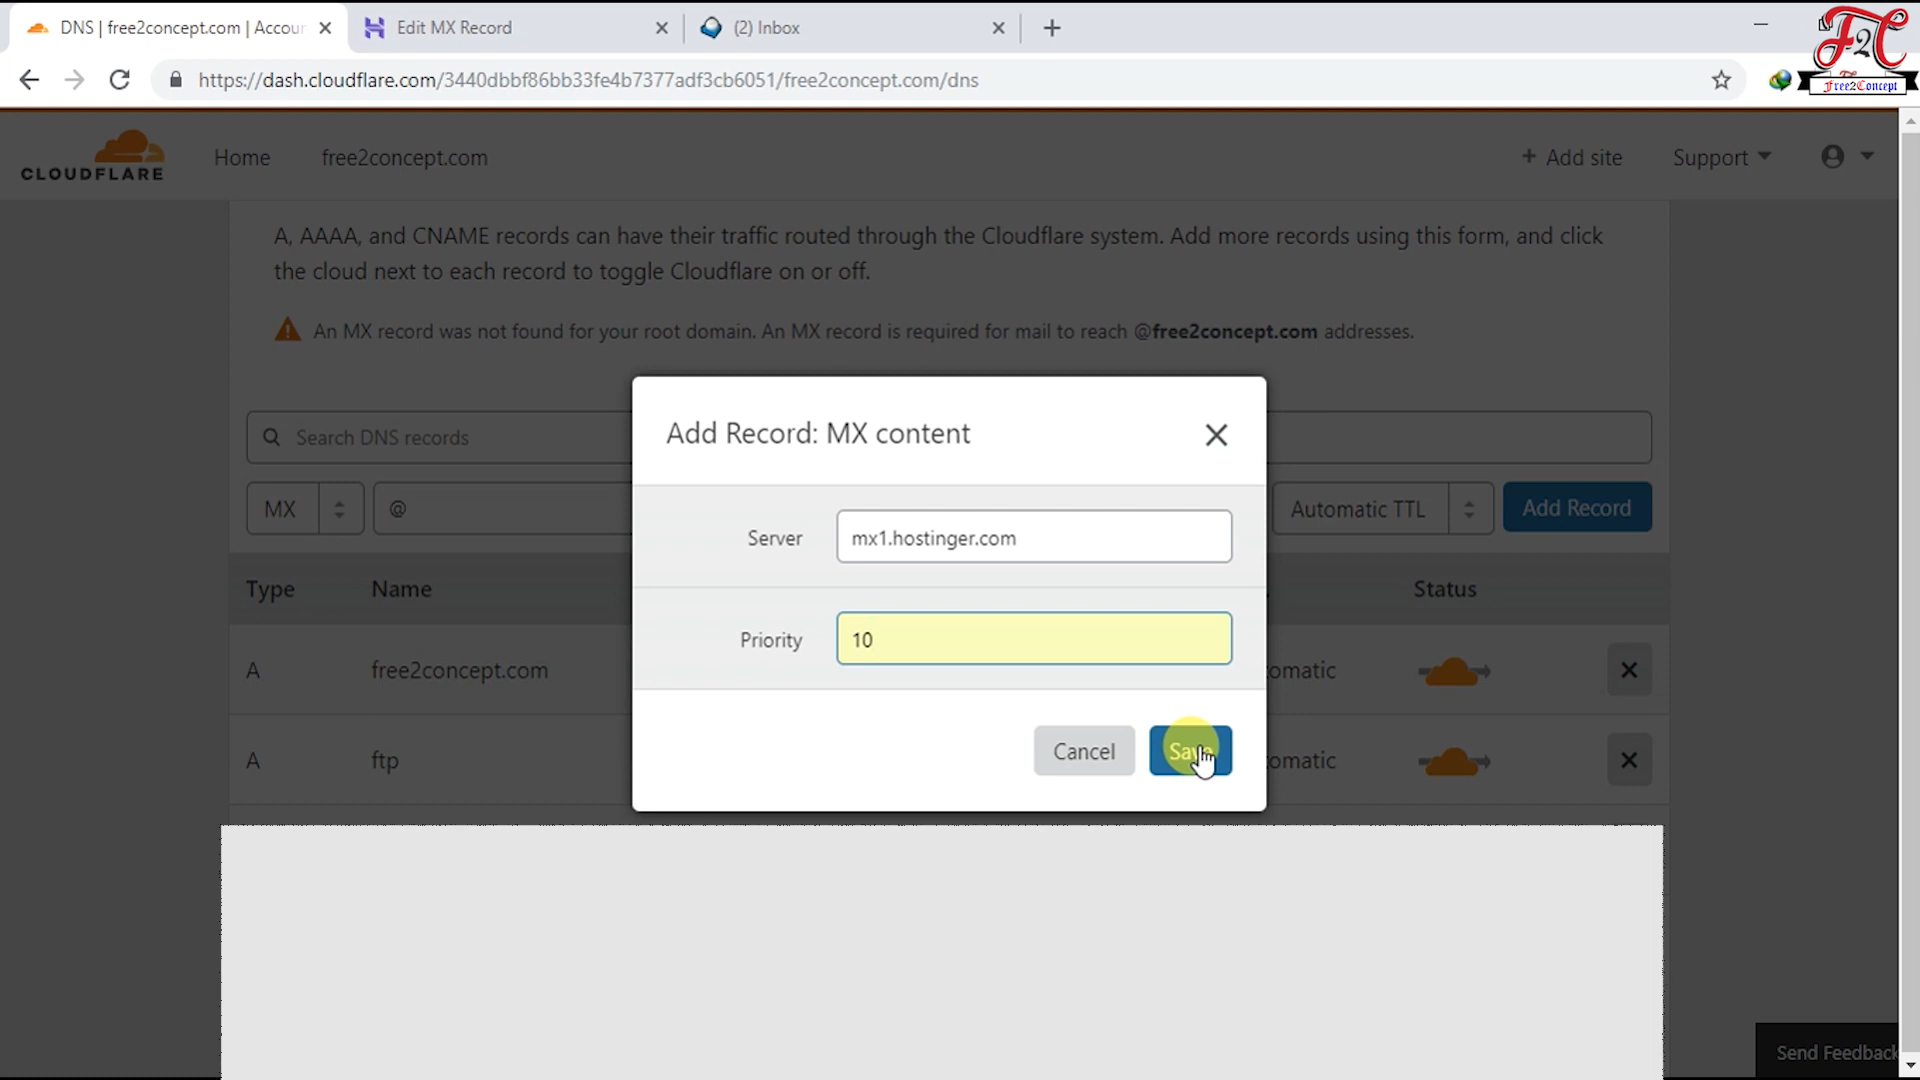 DNS | free2concept.com | Accour
Edit MX Record
(2) Inbox
F2C
Free2Concept
https://dash.cloudflare.com/3440dbbf86bb33fe4b7377adf3cb6051/free2concept.com/dns
CLOUDFLARE
Home
free2concept.com
+ Add site
Support
A, AAAA, and CNAME records can have their traffic routed through the Cloudflare system. Add more records using this form, and click
the cloud next to each record to toggle Cloudflare on or off.
An MX record was not found for your root domain. An MX record is required for mail to reach @free2concept.com addresses.
Add Record: MX content
Search DNS records
MX
@
Automatic TTL
Add Record
Server
mx1.hostinger.com
Type
Name
Status
Priority
10
A
free2concept.com
omatic
Cancel
Save
A
ftp
omatic
Send Feedback